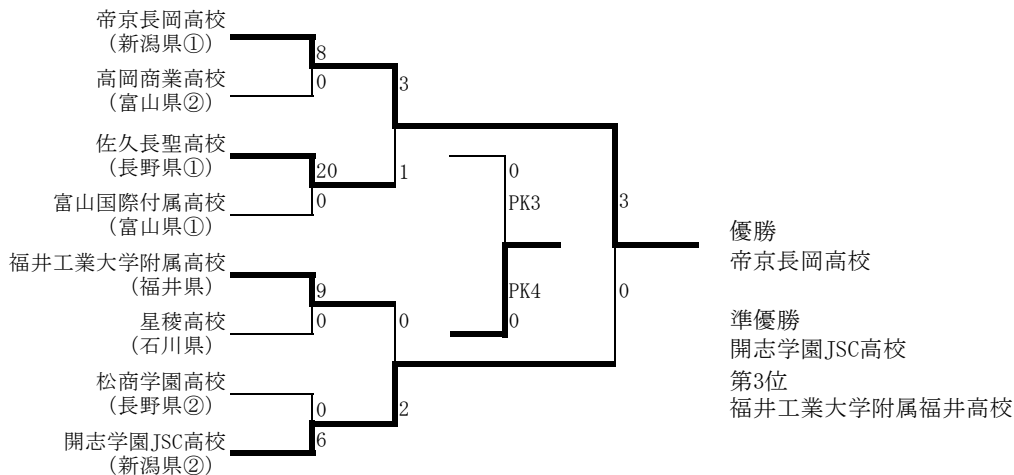 帝京長岡高校
(新潟県①)
8
高岡商業高校
(富山県②)
0
3
佐久長聖高校
(長野県①)
20
1
富山国際付属高校
(富山県①)
0
0
PK3
3
福井工業大学附属高校
(福井県)
9
PK4
0
星稜高校
(石川県)
0
0
0
松商学園高校
(長野県②)
0
2
開志学園JSC高校
(新潟県②)
6
優勝
帝京長岡高校
準優勝
開志学園JSC高校
第3位
福井工業大学附属福井高校